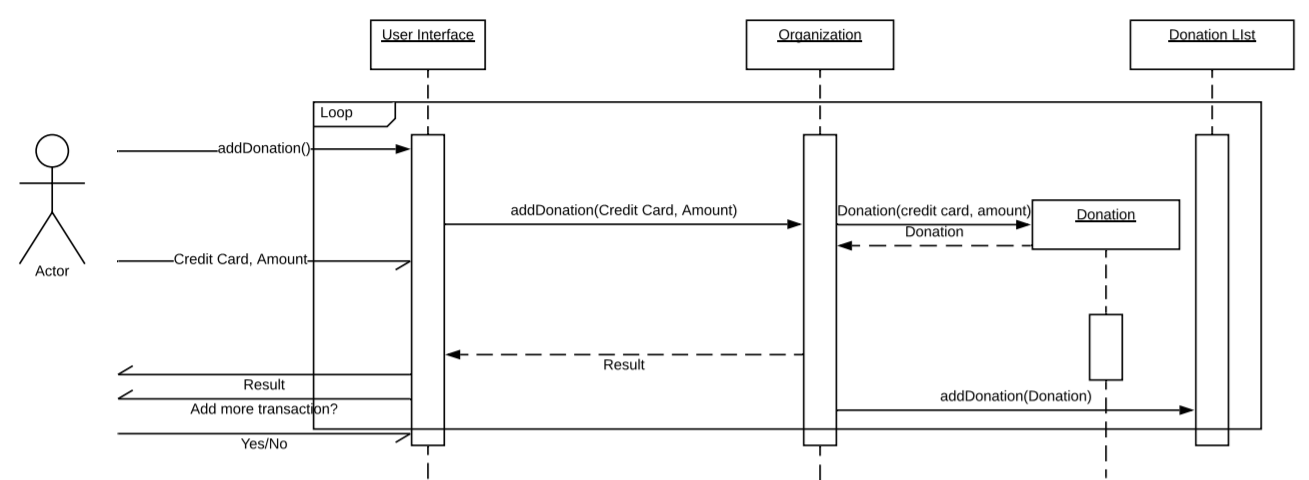 User Interface
Organization
Donation LIst
Loop
addDonation()
addDonation(Credit Card, Amount)
Donation(credit card, amount)
Donation
Donation
Credit Card, Amount
Actor
Result
Result
Add more transaction?
addDonation(Donation)
Yes/No